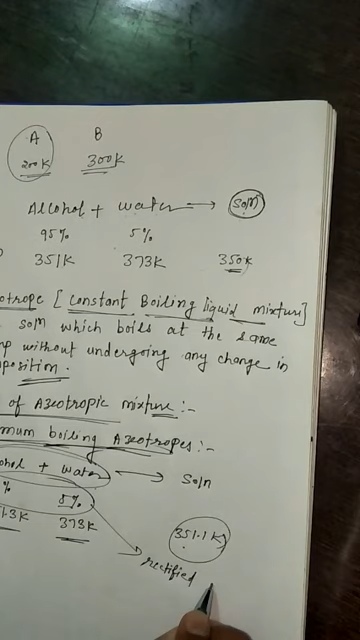 A B
200K 300K
Alcohol + water → soln
95% 5%
351K 373K 350K
otrope [constant Boiling liquid mixture]
soln which boils at the same
mp without undergoing any change in
position.
of Azeotropic mixture :-
mum boiling Azeotropes :-
ohol + water → Soln
% 5%
1.3K 373K
351.1K
rectified